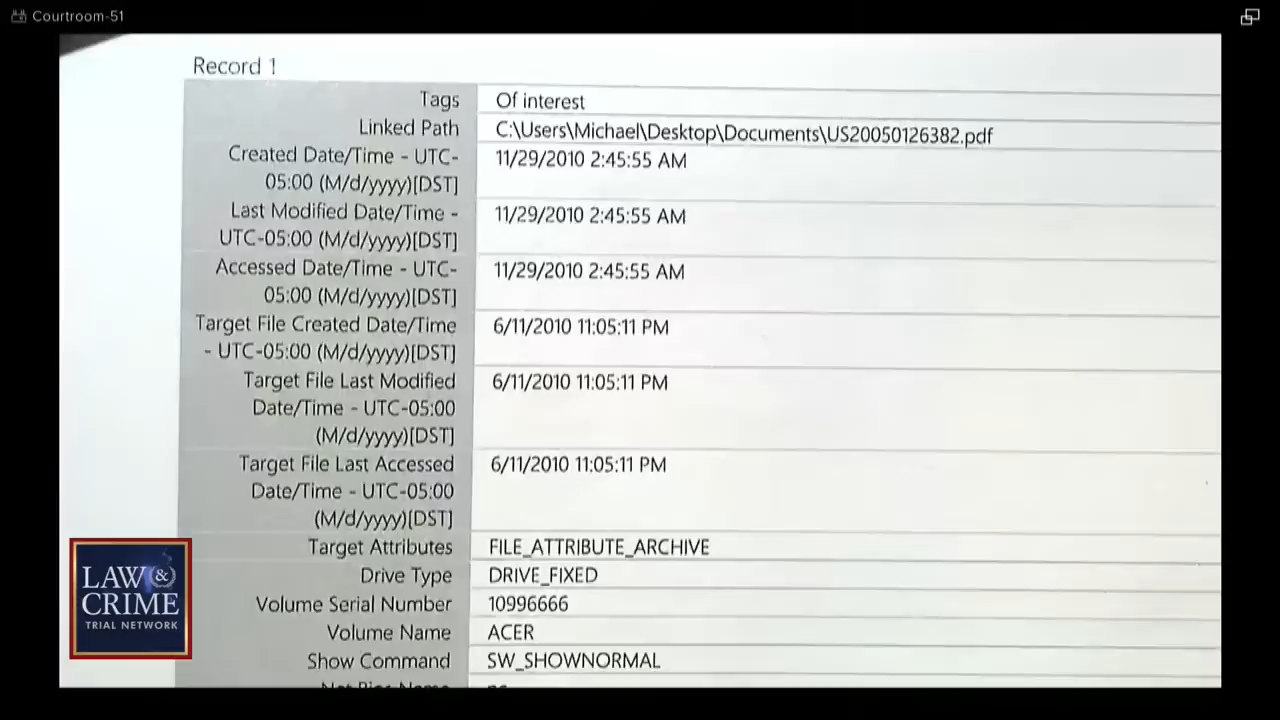 Courtroom-51
Record 1
Tags Of interest
Linked Path C:\Users\Michael\Desktop\Documents\US20050126382.pdf
Created Date/Time - UTC- 11/29/2010 2:45:55 AM
05:00 (M/d/yyyy)[DST]
Last Modified Date/Time - 11/29/2010 2:45:55 AM
UTC-05:00 (M/d/yyyy)[DST]
Accessed Date/Time - UTC- 11/29/2010 2:45:55 AM
05:00 (M/d/yyyy)[DST]
Target File Created Date/Time 6/11/2010 11:05:11 PM
- UTC-05:00 (M/d/yyyy)[DST]
Target File Last Modified 6/11/2010 11:05:11 PM
Date/Time - UTC-05:00
(M/d/yyyy)[DST]
Target File Last Accessed 6/11/2010 11:05:11 PM
Date/Time - UTC-05:00
(M/d/yyyy)[DST]
Target Attributes FILE_ATTRIBUTE_ARCHIVE
Drive Type DRIVE_FIXED
Volume Serial Number 10996666
Volume Name ACER
Show Command SW_SHOWNORMAL
LAW &
CRIME
TRIAL NETWORK